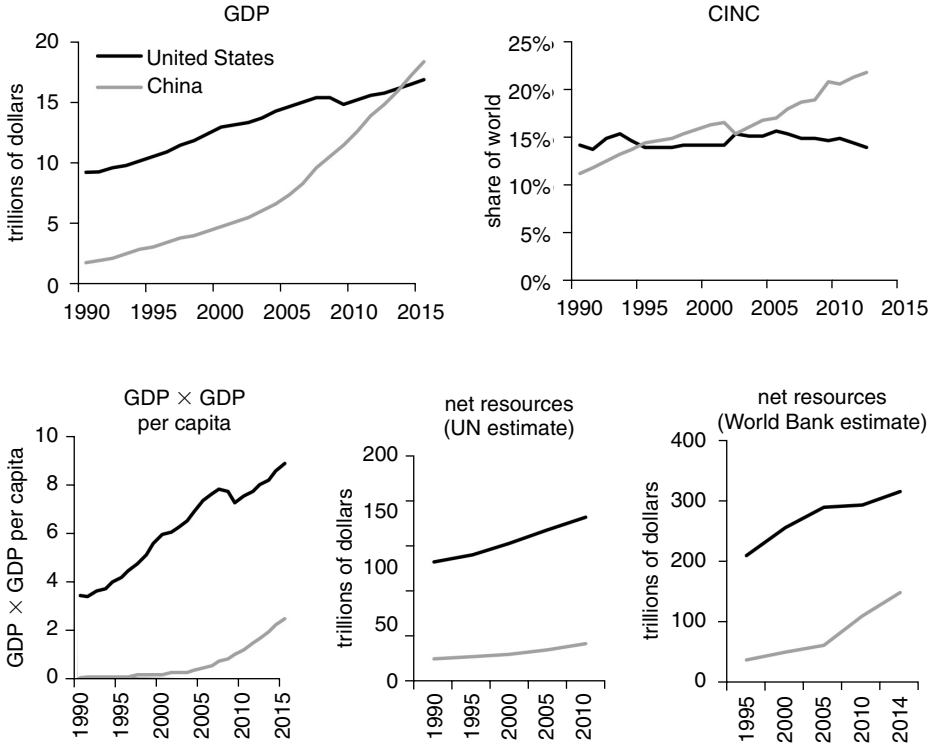 GDP
trillions of dollars
20
15
10
5
0
United States
China
1990 1995 2000 2005 2010 2015
CINC
share of world
25%
20%
15%
10%
5%
0%
1990 1995 2000 2005 2010 2015
GDP × GDP
per capita
GDP × GDP per capita
10
8
6
4
2
0
1990 1995 2000 2005 2010 2015
net resources
(UN estimate)
trillions of dollars
200
150
100
50
0
1990 1995 2000 2005 2010
net resources
(World Bank estimate)
trillions of dollars
400
300
200
100
0
1995 2000 2005 2010 2014